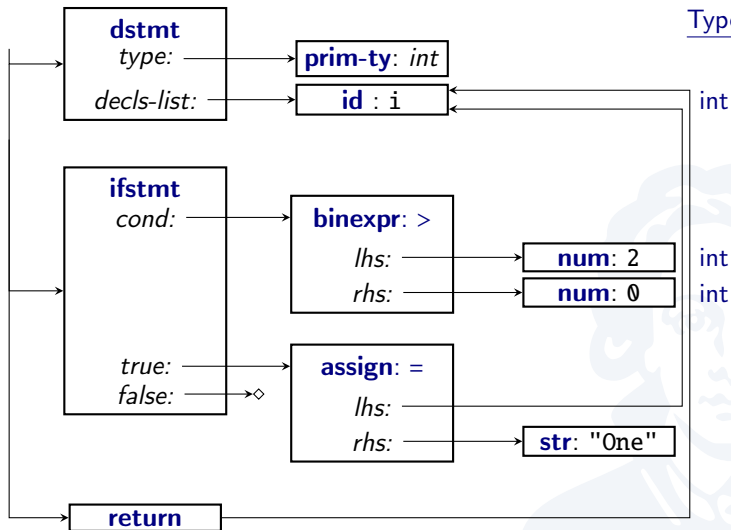 Type
dstmt
type:
prim-ty: int
decls-list:
id : i
int
ifstmt
cond:
binexpr: >
lhs:
num: 2
int
rhs:
num: 0
int
true:
assign: =
false:
lhs:
rhs:
str: "One"
return